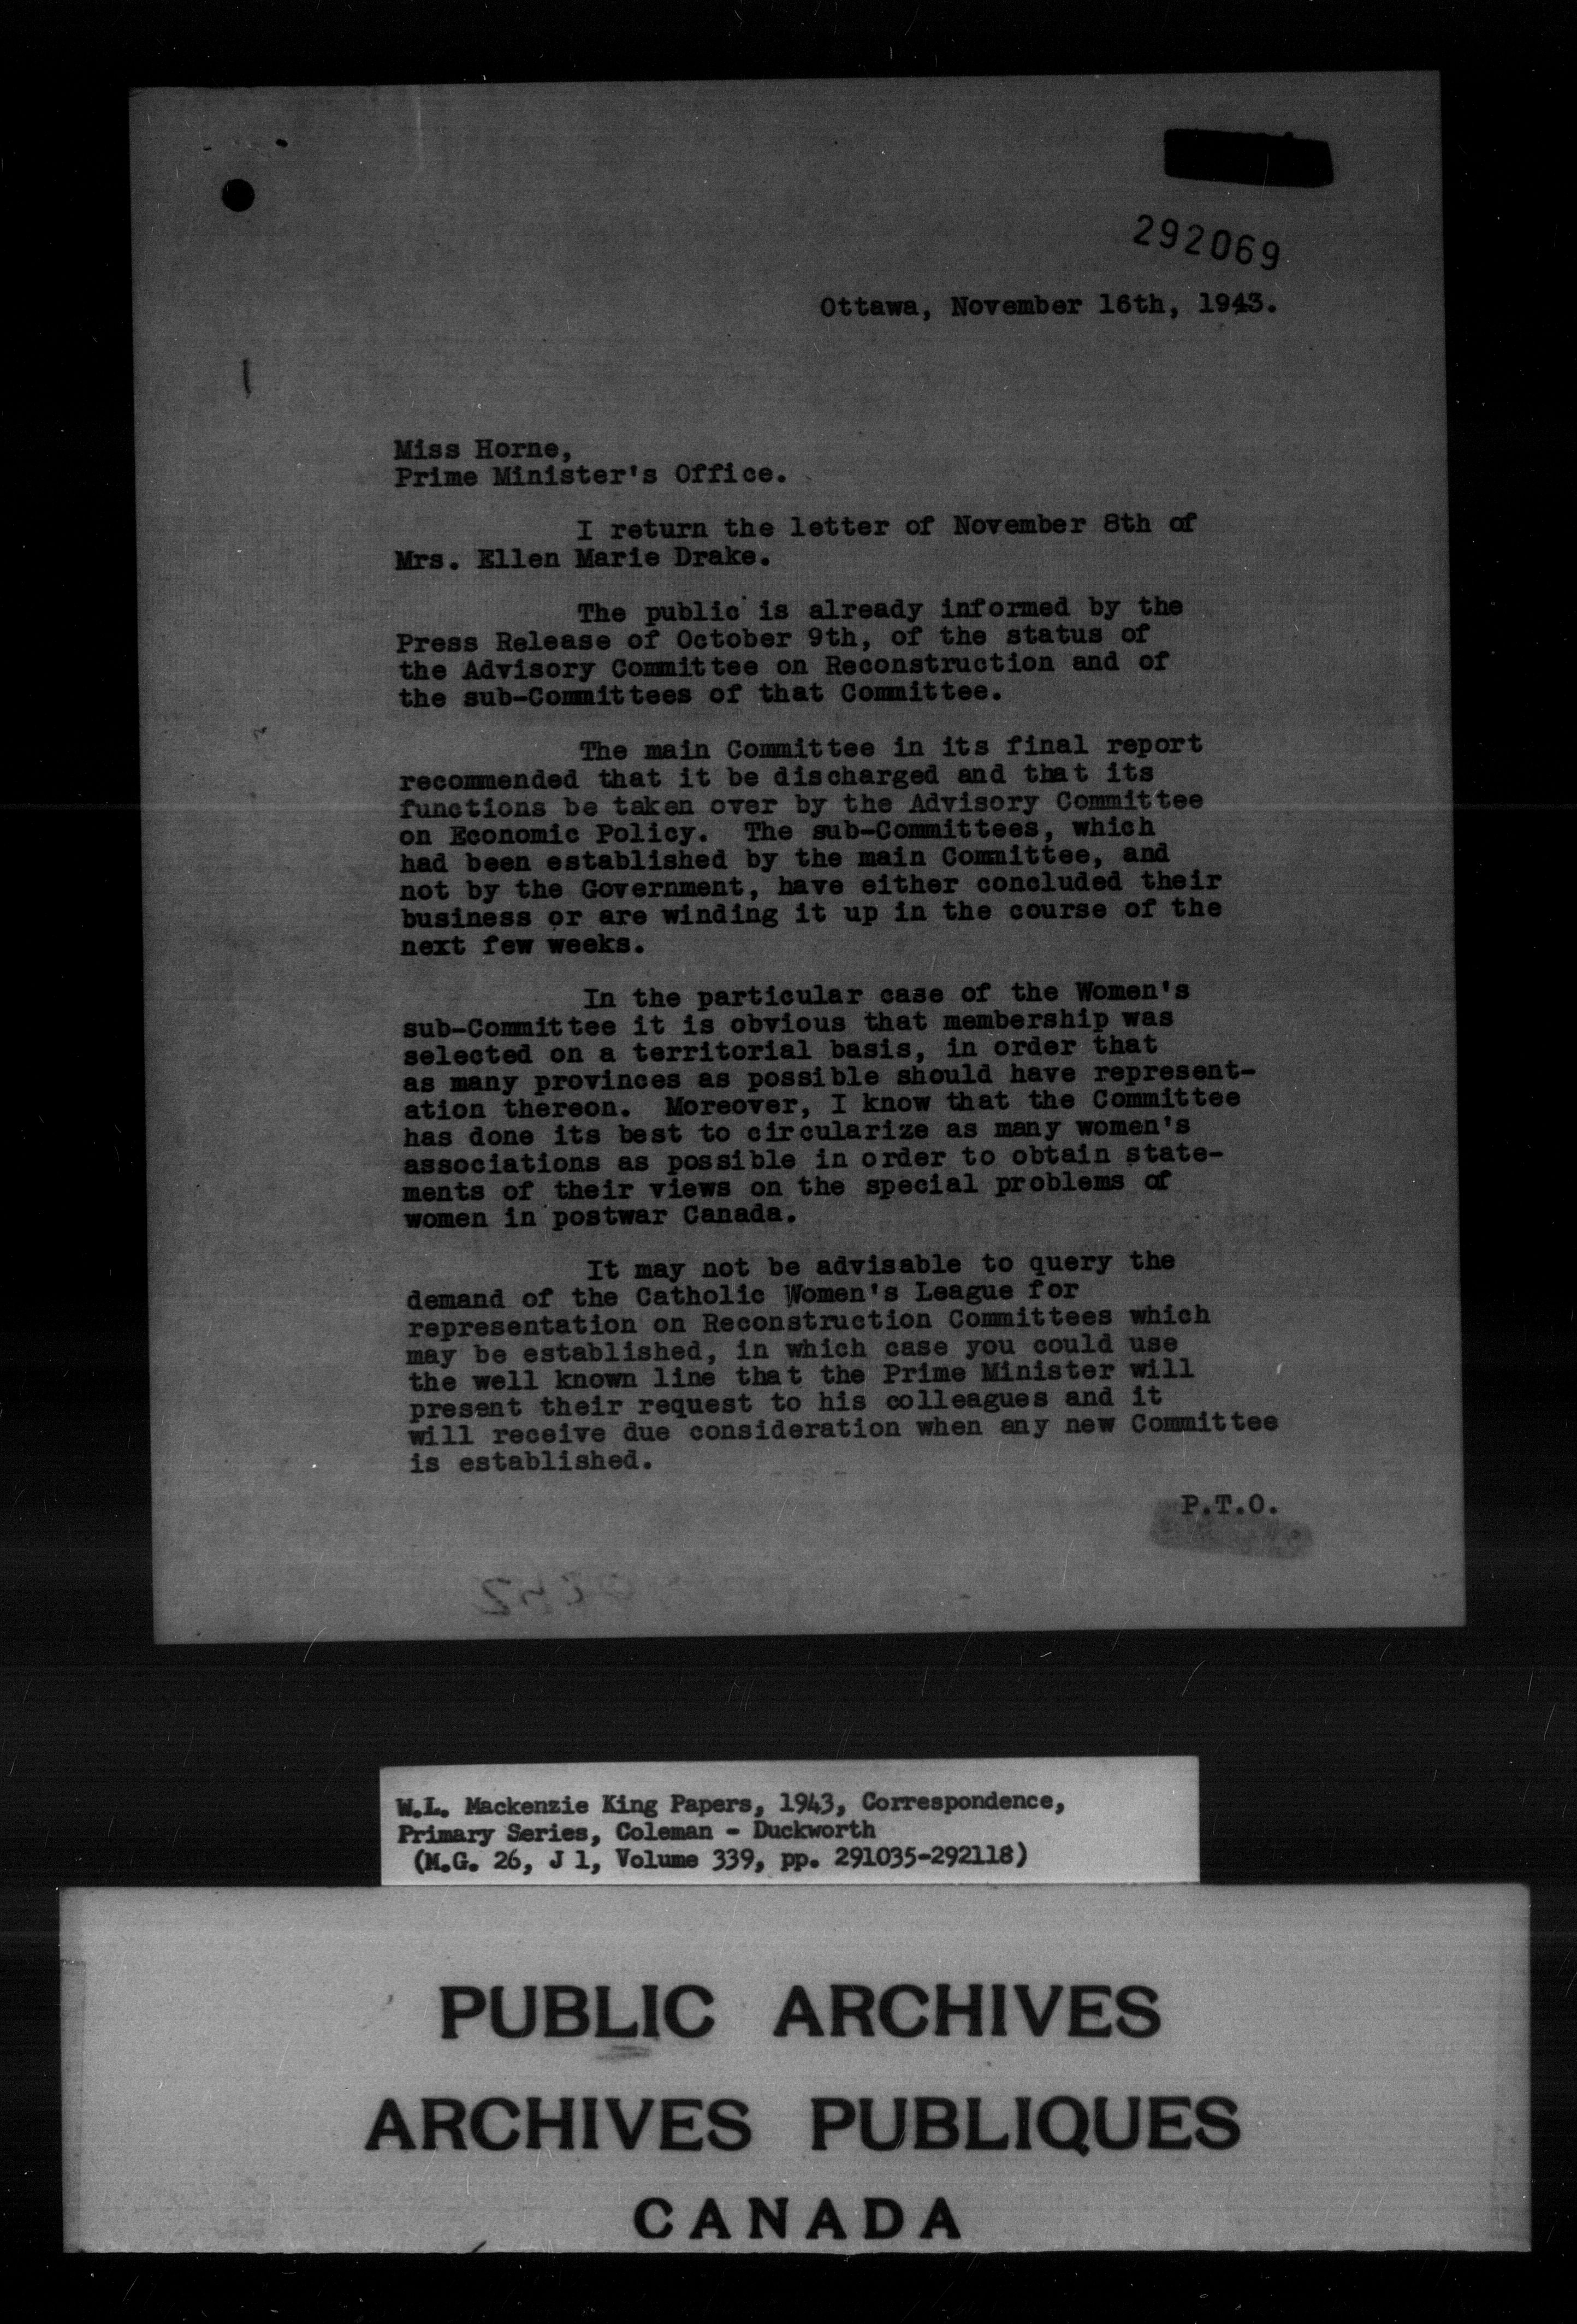 292069
Ottawa, November 16th, 1943.
Miss Horne,
Prime Minister's Office.
I return the letter of November 8th of
Mrs. Ellen Marie Drake.
The public is already informed by the
Press Release of October 9th, of the status of
the Advisory Committee on Reconstruction and of
the sub-Committees of that Committee.
The main Committee in its final report
recommended that it be discharged and that its
functions be taken over by the Advisory Committee
on Economic Policy. The sub-Committees, which
had been established by the main Committee, and
not by the Government, have either concluded their
business or are winding it up in the course of the
next few weeks.
In the particular case of the Women's
sub-Committee it is obvious that membership was
selected on a territorial basis, in order that
as many provinces as possible should have represent-
ation thereon. Moreover, I know that the Committee
has done its best to circularize as many women's
associations as possible in order to obtain state-
ments of their views on the special problems of
women in postwar Canada.
It may not be advisable to query the
demand of the Catholic Women's League for
representation on Reconstruction Committees which
may be established, in which case you could use
the well known line that the Prime Minister will
present their request to his colleagues and it
will receive due consideration when any new Committee
is established.
P.T.O.
W.L. Mackenzie King Papers, 1943, Correspondence,
Primary Series, Coleman - Duckworth
(M.G. 26, J 1, Volume 339, pp. 291035-292118)
PUBLIC ARCHIVES
ARCHIVES PUBLIQUES
CANADA